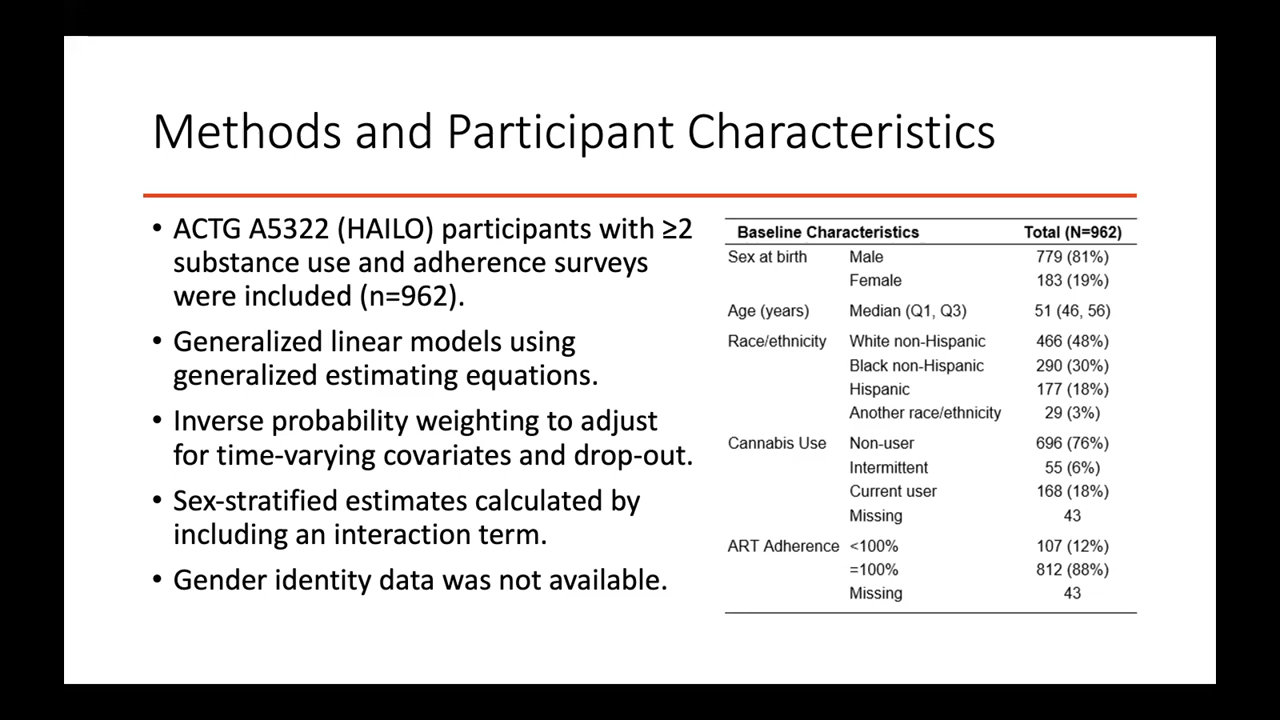 Methods and Participant Characteristics
• ACTG A5322 (HAILO) participants with ≥2
substance use and adherence surveys
were included (n=962).
• Generalized linear models using
generalized estimating equations.
• Inverse probability weighting to adjust
for time-varying covariates and drop-out.
• Sex-stratified estimates calculated by
including an interaction term.
• Gender identity data was not available.
Baseline Characteristics Total (N=962)
Sex at birth Male 779 (81%)
Female 183 (19%)
Age (years) Median (Q1, Q3) 51 (46, 56)
Race/ethnicity White non-Hispanic 466 (48%)
Black non-Hispanic 290 (30%)
Hispanic 177 (18%)
Another race/ethnicity 29 (3%)
Cannabis Use Non-user 696 (76%)
Intermittent 55 (6%)
Current user 168 (18%)
Missing 43
ART Adherence <100% 107 (12%)
=100% 812 (88%)
Missing 43